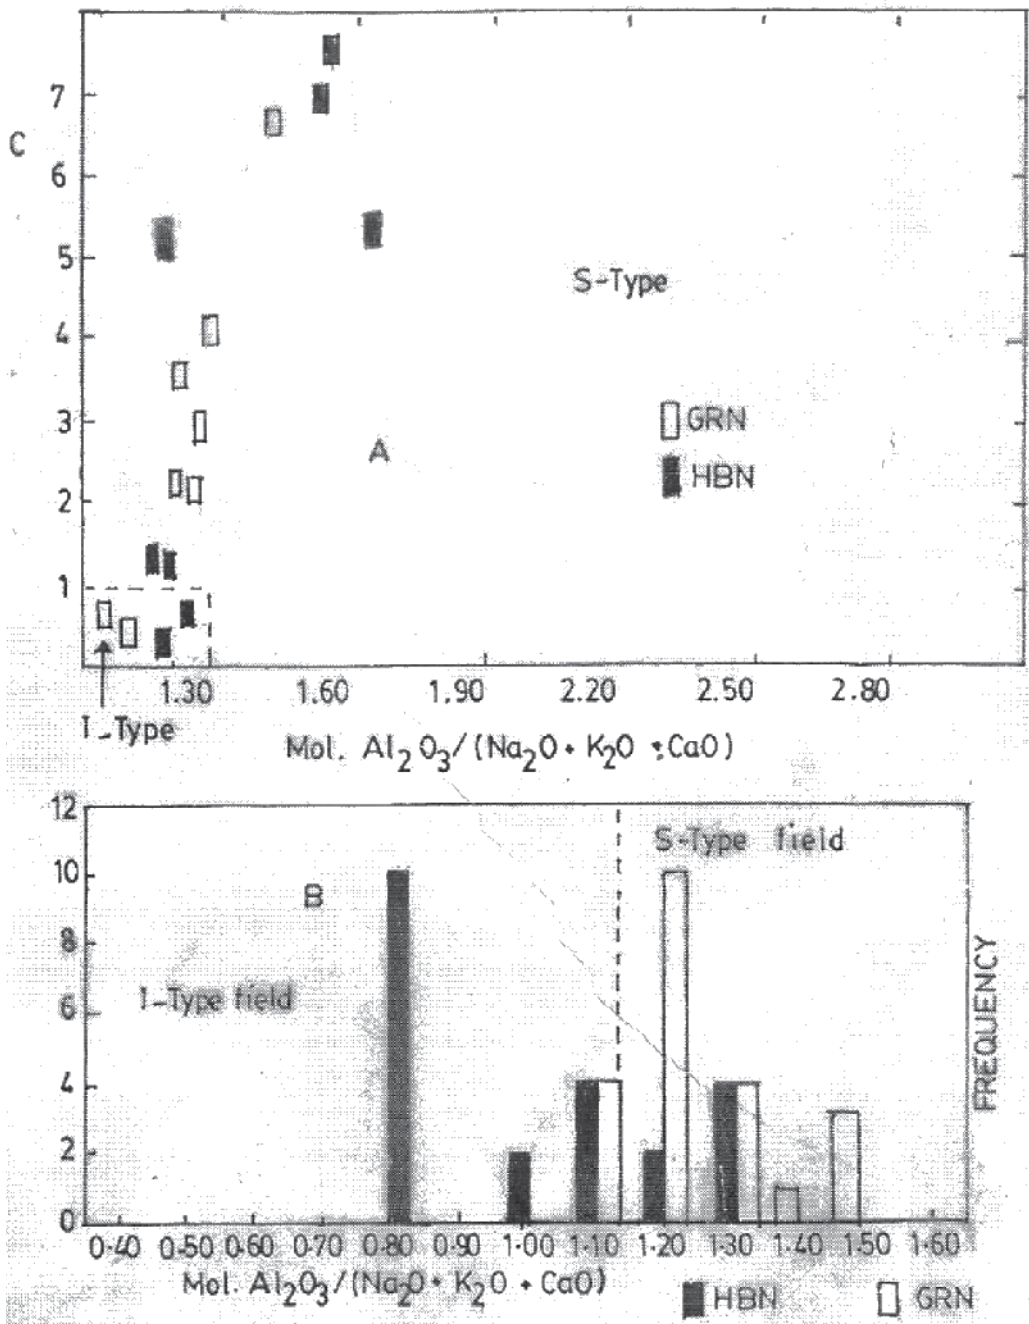 7
C
6
5
S-Type
4
3
GRN
A
HBN
2
1
1.30 1.60 1.90 2.20 2.50 2.80
I-Type
Mol. Al2O3/(Na2O + K2O + CaO)
12
S-Type field
10
B
8
I-Type field
6
FREQUENCY
4
2
0
0.40 0.50 0.60 0.70 0.80 0.90 1.00 1.10 1.20 1.30 1.40 1.50 1.60
Mol. Al2O3/(Na2O + K2O + CaO)
HBN GRN